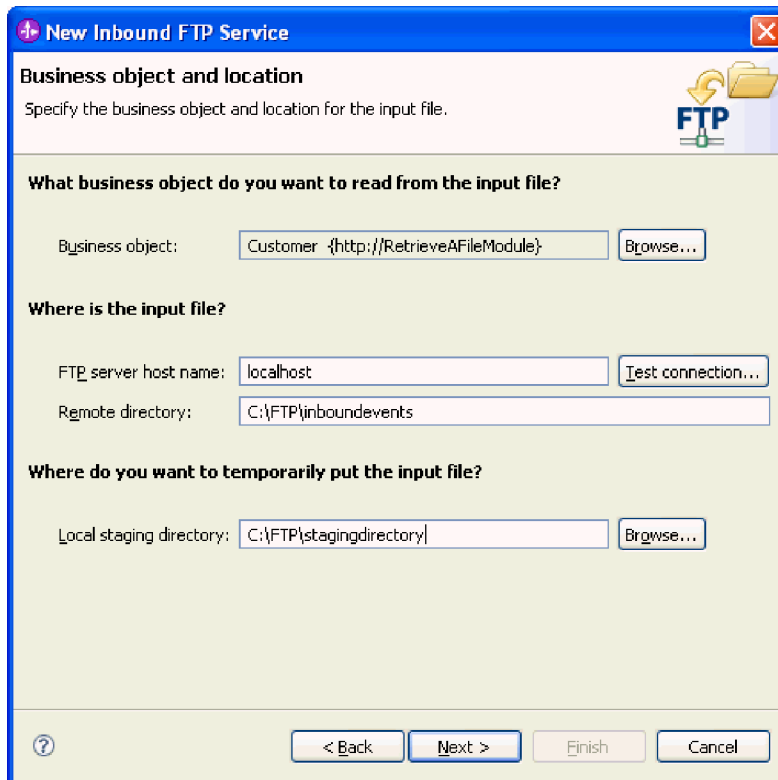 New Inbound FTP Service
Business object and location
Specify the business object and location for the input file.
FTP
What business object do you want to read from the input file?
Business object: Customer {http://RetrieveAFileModule} Browse...
Where is the input file?
FTP server host name: localhost Test connection...
Remote directory: C:\FTP\inboundevents
Where do you want to temporarily put the input file?
Local staging directory: C:\FTP\stagingdirectory Browse...
? < Back Next > Finish Cancel